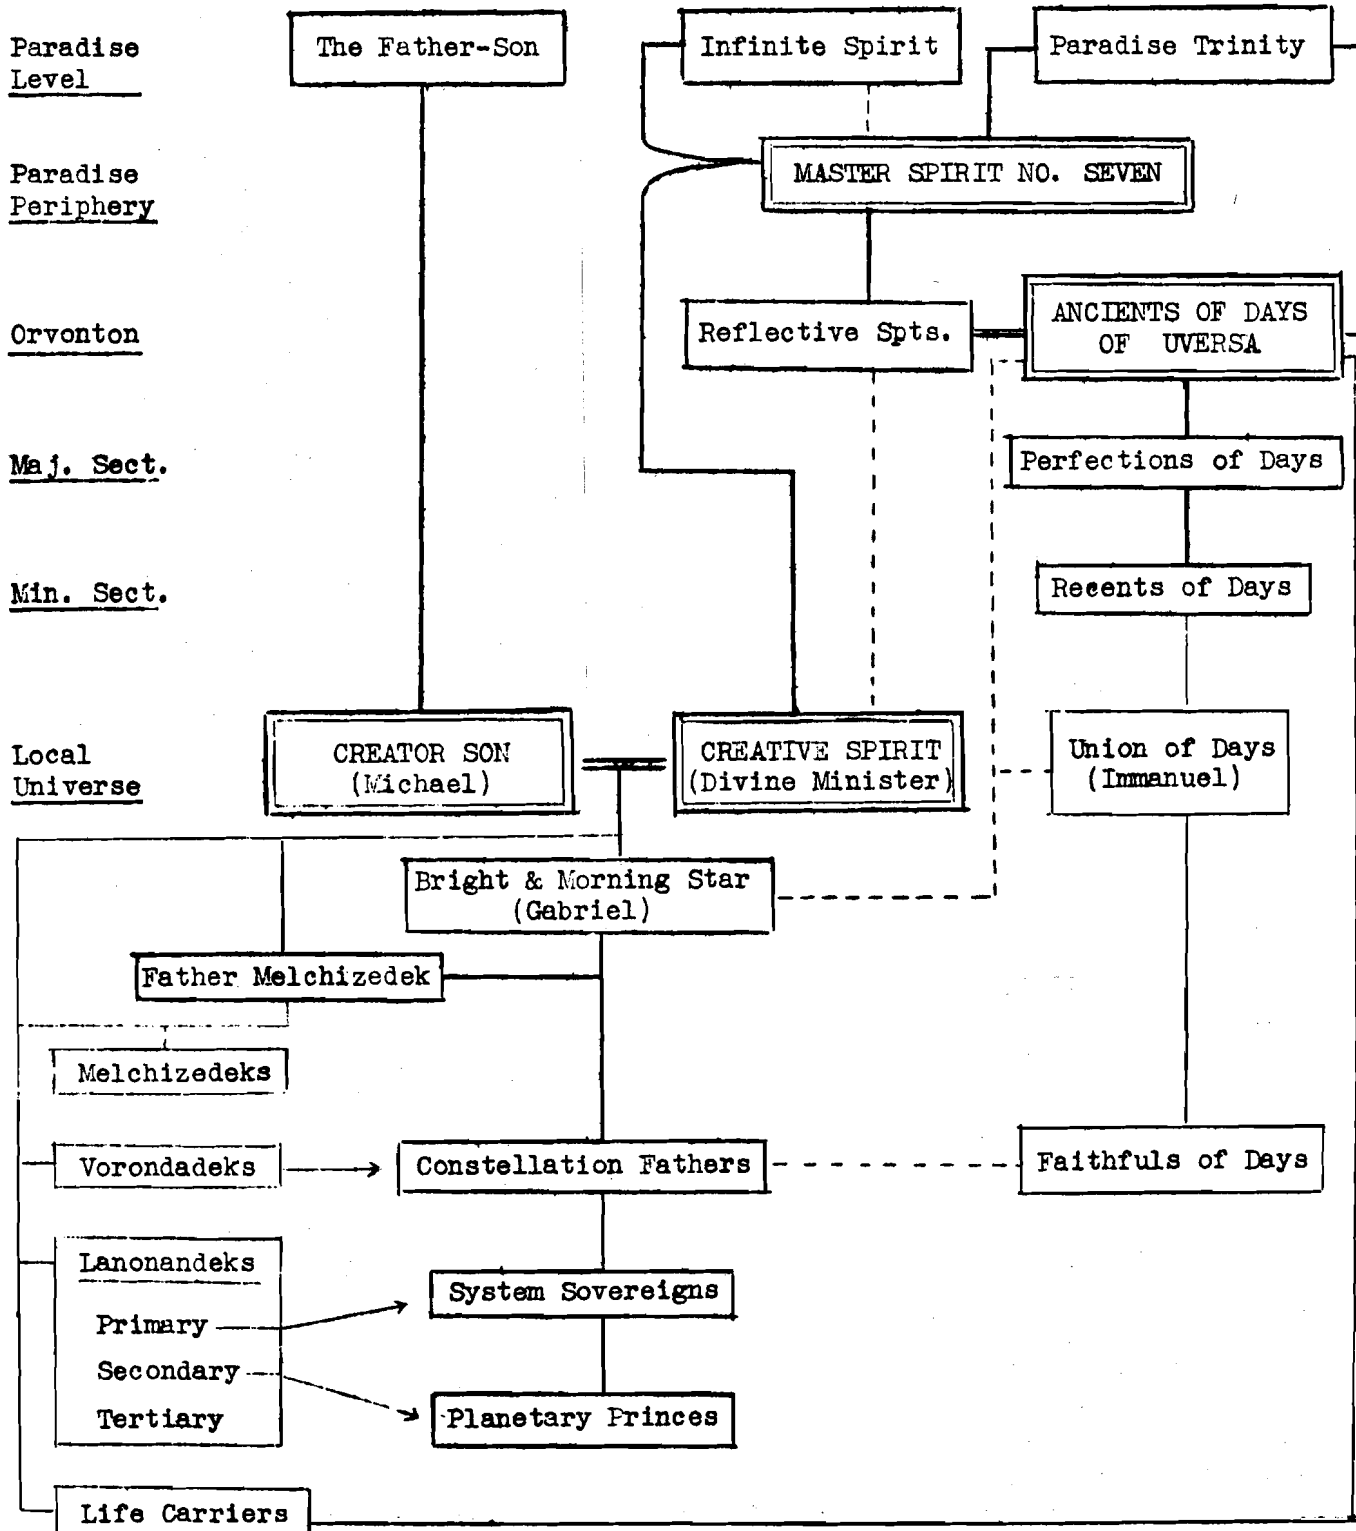 Paradise
Level
The Father-Son
Infinite Spirit
Paradise Trinity
Paradise
Periphery
MASTER SPIRIT NO. SEVEN
Orvonton
Reflective Spts.
ANCIENTS OF DAYS
OF UVERSA
Maj. Sect.
Perfections of Days
Min. Sect.
Recents of Days
Local
Universe
CREATOR SON
(Michael)
CREATIVE SPIRIT
(Divine Minister)
Union of Days
(Immanuel)
Bright & Morning Star
(Gabriel)
Father Melchizedek
Melchizedeks
Vorondadeks
Constellation Fathers
Faithfuls of Days
Lanonandeks
Primary
Secondary
Tertiary
System Sovereigns
Planetary Princes
Life Carriers